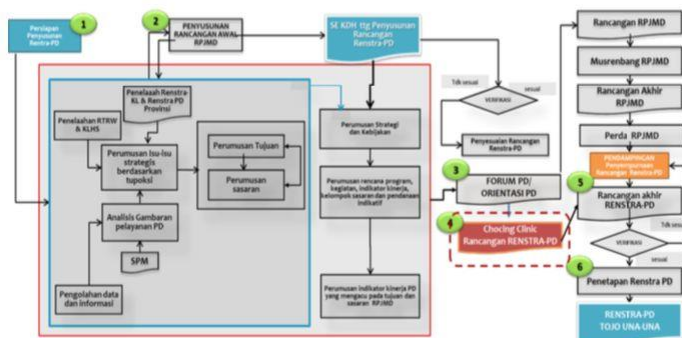 1
Persiapan
Penyusunan
Rentra-PD
2
PENYUSUNAN
RANCANGAN AWAL
RPJMD
SE KDH ttg Penyusunan
Rancangan
Renstra-PD
Rancangan RPJMD
Musrenbang RPJMD
Rancangan Akhir
RPJMD
Perda RPJMD
PENDAMPINGAN
Penyempurnaan
Rancangan Renstra-PD
5
Rancangan akhir
RENSTRA-PD
Tdk sesuai
VERIFIKASI
sesuai
6
Penetapan Renstra PD
RENSTRA-PD
TOJO UNA-UNA
Tdk sesuai
sesuai
VERIFIKASI
Penyesuaian Rancangan
Renstra-PD
3
FORUM PD/
ORIENTASI PD
4
Chocing Clinic
Rancangan RENSTRA-PD
Penelaahan RTRW
& KLHS
Penelaaah Renstra-
KL & Renstra PD
Provinsi
Perumusan Isu-isu
strategis
berdasarkan
tupoksi
Analisis Gambaran
pelayanan PD
SPM
Pengolahan data
dan informasi
Perumusan Tujuan
Perumusan
sasaran
Perumusan Strategi
dan Kebijakan
Perumusan rencana program,
kegiatan, indikator kinerja,
kelompok sasaran dan pendanaan
indikatif
Perumusan indikator kinerja PD
yang mengacu pada tujuan dan
sasaran RPJMD